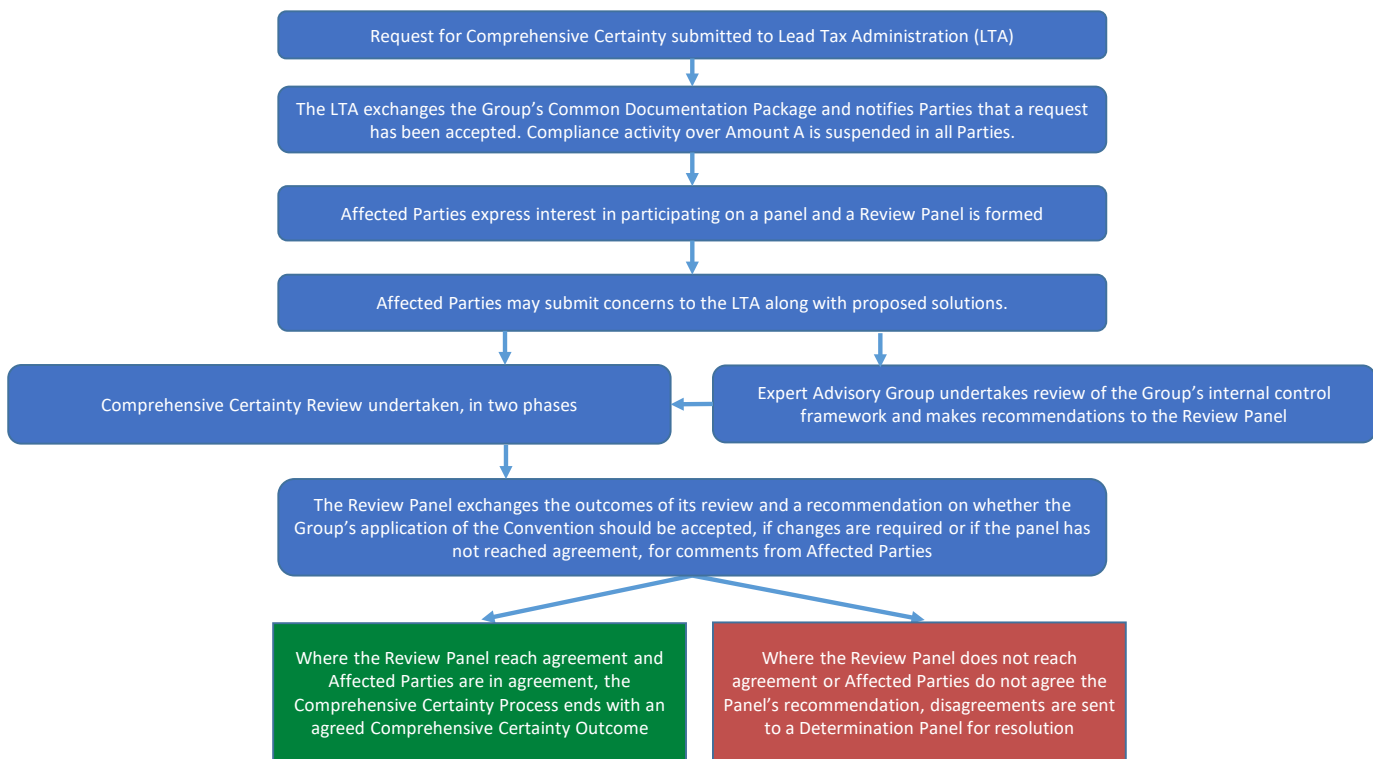 Request for Comprehensive Certainty submitted to Lead Tax Administration (LTA)
The LTA exchanges the Group's Common Documentation Package and notifies Parties that a request
has been accepted. Compliance activity over Amount A is suspended in all Parties.
Affected Parties express interest in participating on a panel and a Review Panel is formed
Affected Parties may submit concerns to the LTA along with proposed solutions.
Comprehensive Certainty Review undertaken, in two phases
Expert Advisory Group undertakes review of the Group's internal control
framework and makes recommendations to the Review Panel
The Review Panel exchanges the outcomes of its review and a recommendation on whether the
Group's application of the Convention should be accepted, if changes are required or if the panel has
not reached agreement, for comments from Affected Parties
Where the Review Panel reach agreement and
Affected Parties are in agreement, the
Comprehensive Certainty Process ends with an
agreed Comprehensive Certainty Outcome
Where the Review Panel does not reach
agreement or Affected Parties do not agree the
Panel's recommendation, disagreements are sent
to a Determination Panel for resolution